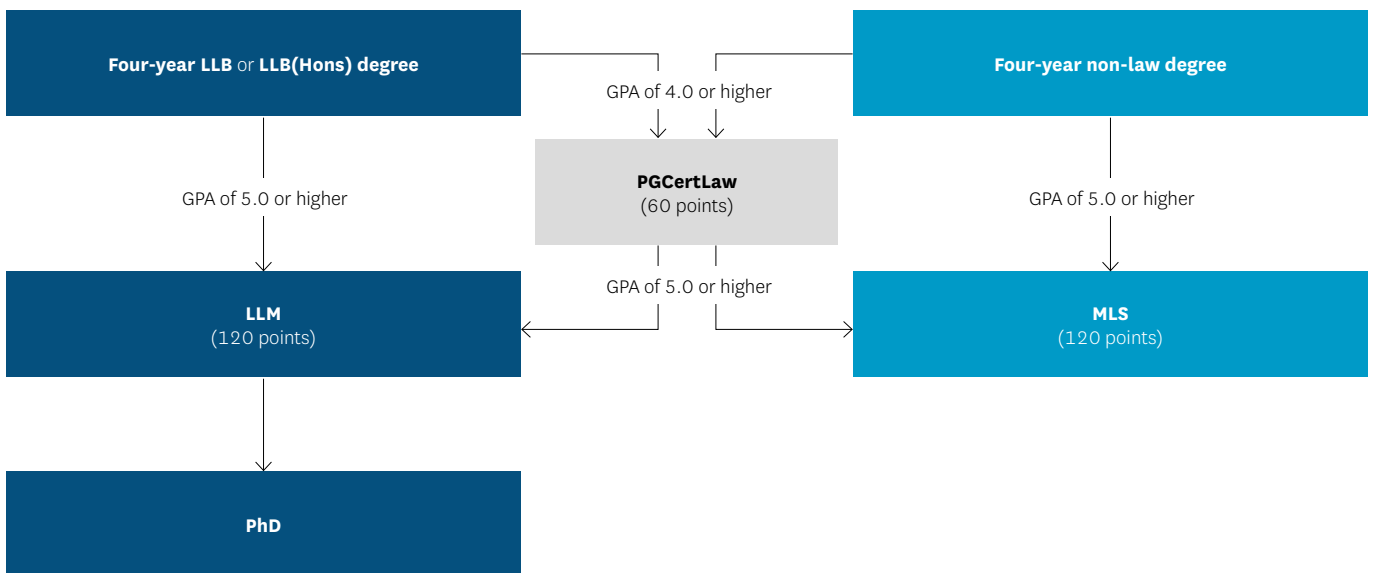 Four-year LLB or LLB(Hons) degree
Four-year non-law degree
GPA of 4.0 or higher
PGCertLaw
(60 points)
GPA of 5.0 or higher
GPA of 5.0 or higher
GPA of 5.0 or higher
LLM
(120 points)
MLS
(120 points)
PhD